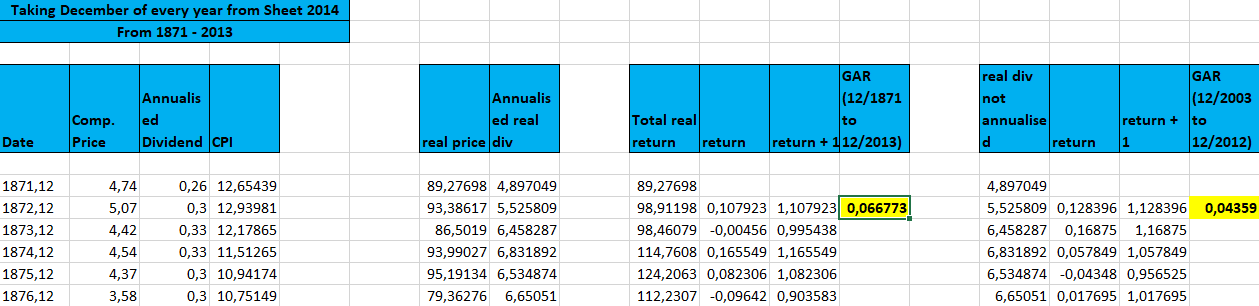 Taking December of every year from Sheet 2014
From 1871 - 2013
Date Comp. Price Annualis ed Dividend CPI real price Annualis ed real div Total real return return return + 1 GAR (12/1871 to 12/2013) real div not annualise d return return + 1 GAR (12/2003 to 12/2012)
1871,12 4,74 0,26 12,65439 89,27698 4,897049 89,27698 4,897049
1872,12 5,07 0,3 12,93981 93,38617 5,525809 98,91198 0,107923 1,107923 0,066773 5,525809 0,128396 1,128396 0,04359
1873,12 4,42 0,33 12,17865 86,5019 6,458287 98,46079 -0,00456 0,995438 6,458287 0,16875 1,16875
1874,12 4,54 0,33 11,51265 93,99027 6,831892 114,7608 0,165549 1,165549 6,831892 0,057849 1,057849
1875,12 4,37 0,3 10,94174 95,19134 6,534874 124,2063 0,082306 1,082306 6,534874 -0,04348 0,956525
1876,12 3,58 0,3 10,75149 79,36276 6,65051 112,2307 -0,09642 0,903583 6,65051 0,017695 1,017695